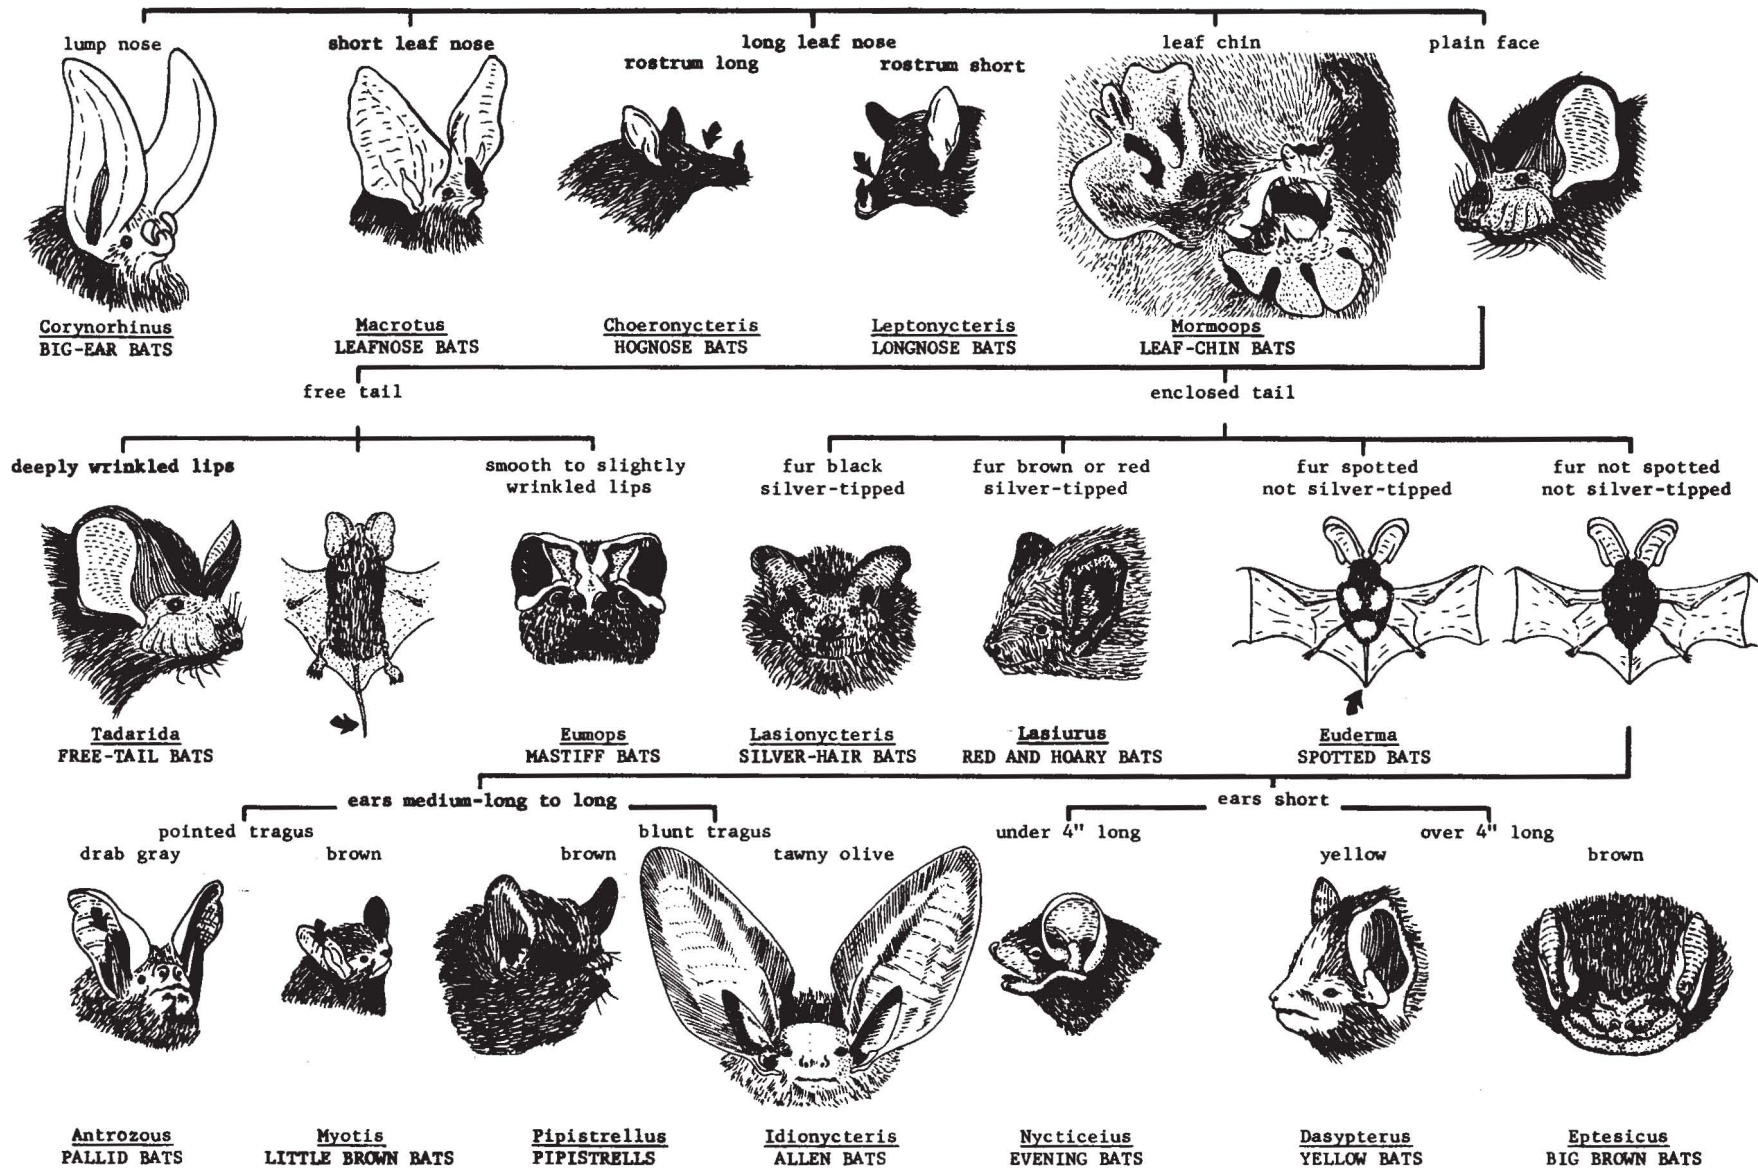 lump nose
short leaf nose
long leaf nose
rostrum long
rostrum short
leaf chin
plain face
Corynorhinus
BIG-EAR BATS
Macrotus
LEAFNOSE BATS
Choeronycteris
HOGNOSE BATS
Leptonycteris
LONGNOSE BATS
Mormoops
LEAF-CHIN BATS
free tail
enclosed tail
deeply wrinkled lips
smooth to slightly
wrinkled lips
fur black
silver-tipped
fur brown or red
silver-tipped
fur spotted
not silver-tipped
fur not spotted
not silver-tipped
Tadarida
FREE-TAIL BATS
Eumops
MASTIFF BATS
Lasionycteris
SILVER-HAIR BATS
Lasiurus
RED AND HOARY BATS
Euderma
SPOTTED BATS
ears medium-long to long
ears short
pointed tragus
blunt tragus
under 4" long
over 4" long
drab gray
brown
brown
tawny olive
yellow
brown
Antrozous
PALLID BATS
Myotis
LITTLE BROWN BATS
Pipistrellus
PIPISTRELLS
Idionycteris
ALLEN BATS
Nycticeius
EVENING BATS
Dasypterus
YELLOW BATS
Eptesicus
BIG BROWN BATS